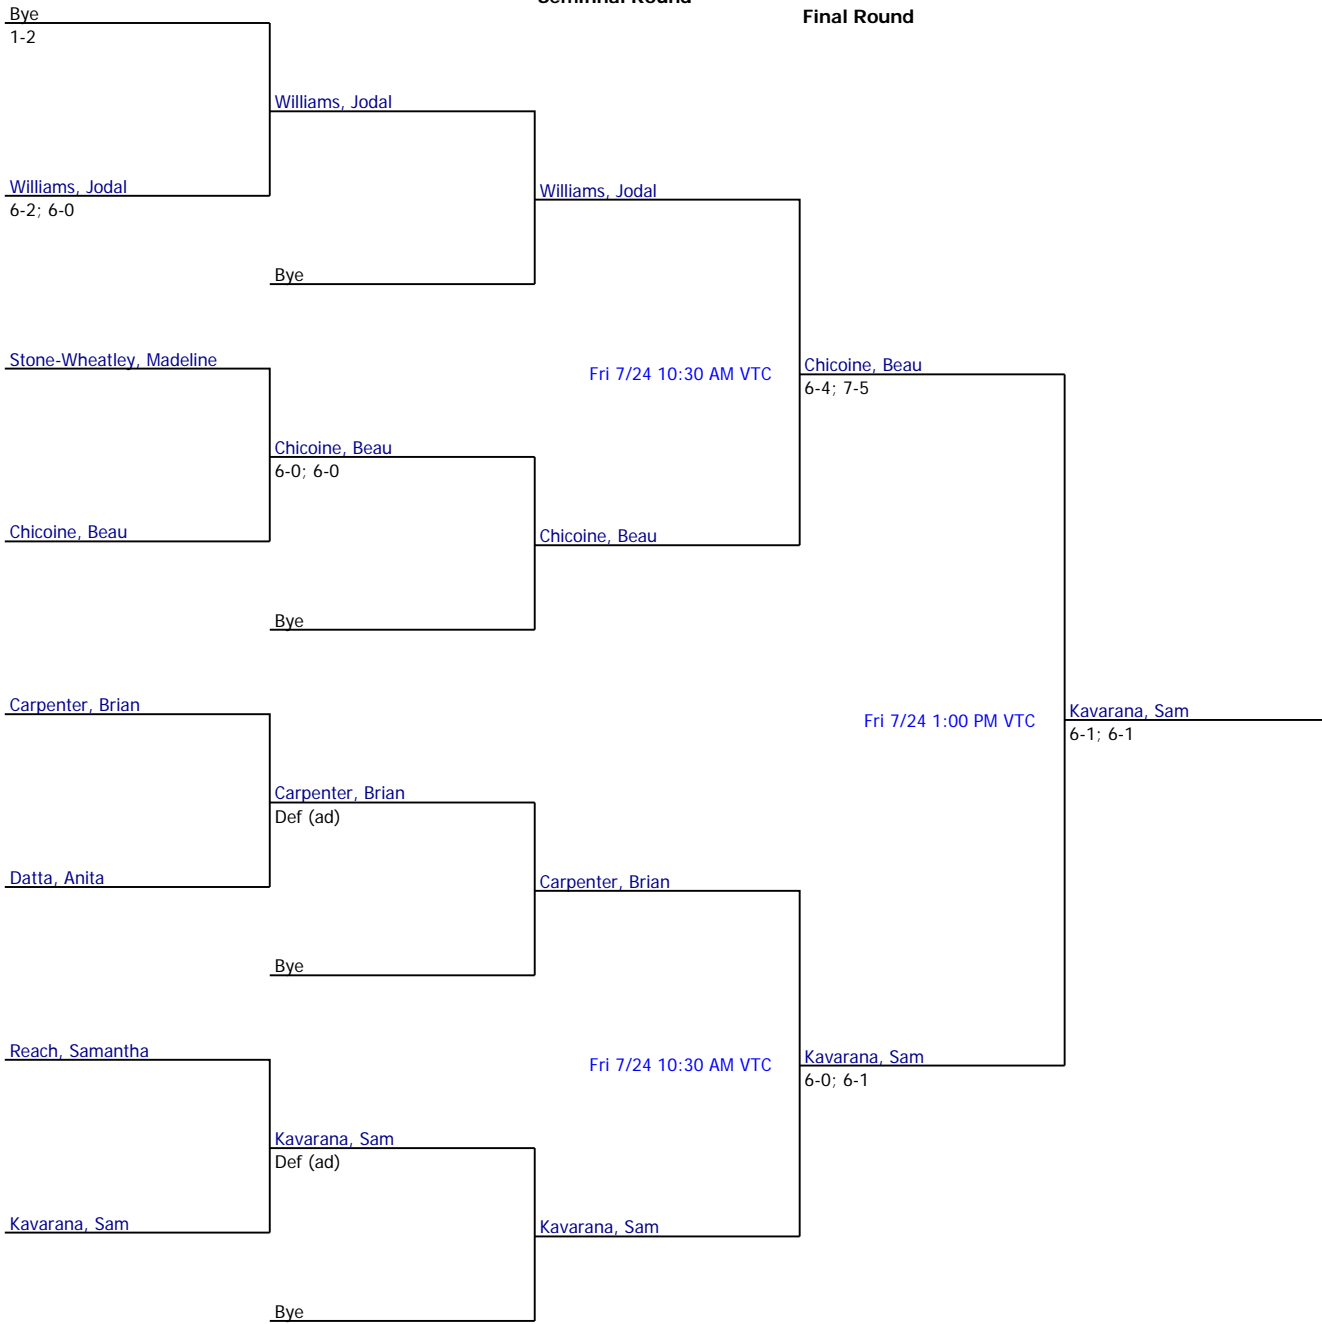 Semifinal Round
Final Round
Bye
1-2
Williams, Jodal
Williams, Jodal
6-2; 6-0
Williams, Jodal
Bye
Stone-Wheatley, Madeline
Fri 7/24 10:30 AM VTC
Chicoine, Beau
6-4; 7-5
Chicoine, Beau
6-0; 6-0
Chicoine, Beau
Chicoine, Beau
Bye
Carpenter, Brian
Fri 7/24 1:00 PM VTC
Kavarana, Sam
6-1; 6-1
Carpenter, Brian
Def (ad)
Datta, Anita
Carpenter, Brian
Bye
Reach, Samantha
Fri 7/24 10:30 AM VTC
Kavarana, Sam
6-0; 6-1
Kavarana, Sam
Def (ad)
Kavarana, Sam
Kavarana, Sam
Bye